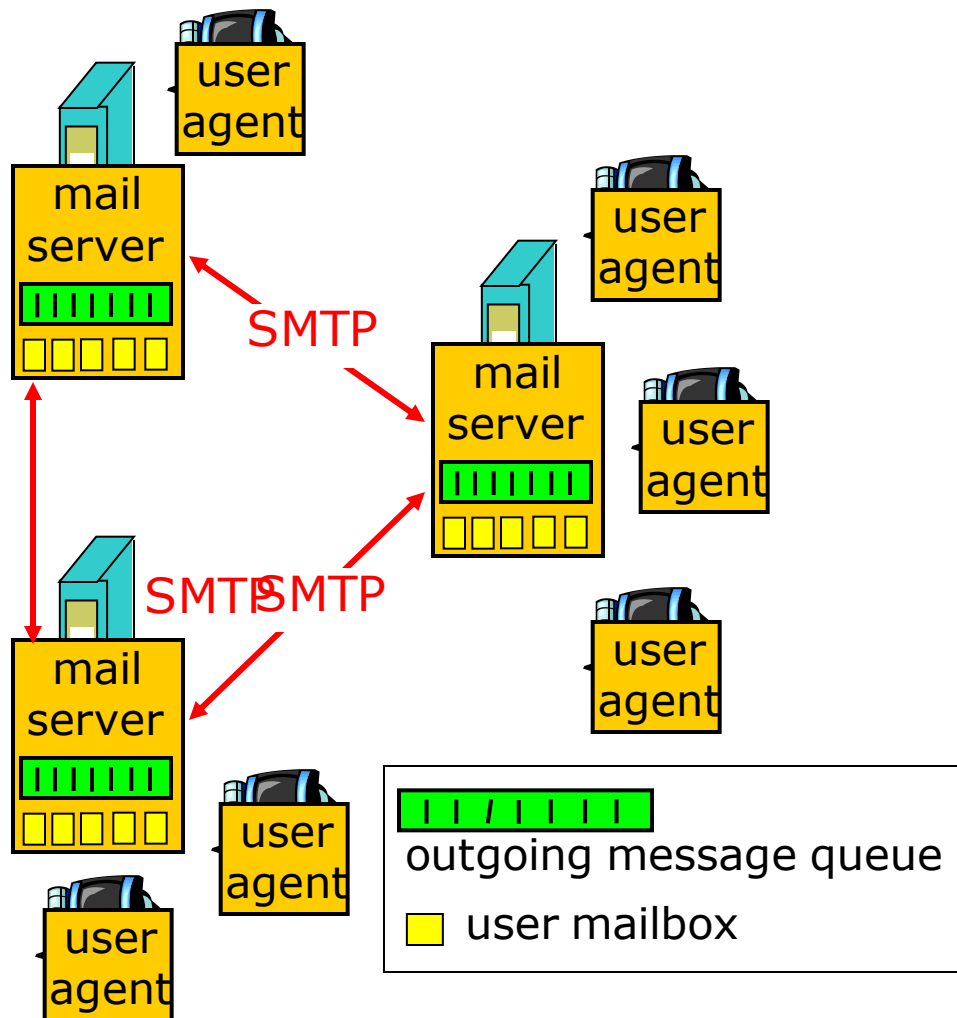 user
agent
mail
server
user
agent
SMTP
mail
server
user
agent
SMTP
SMTP
mail
server
user
agent
user
agent
outgoing message queue
user mailbox
user
agent